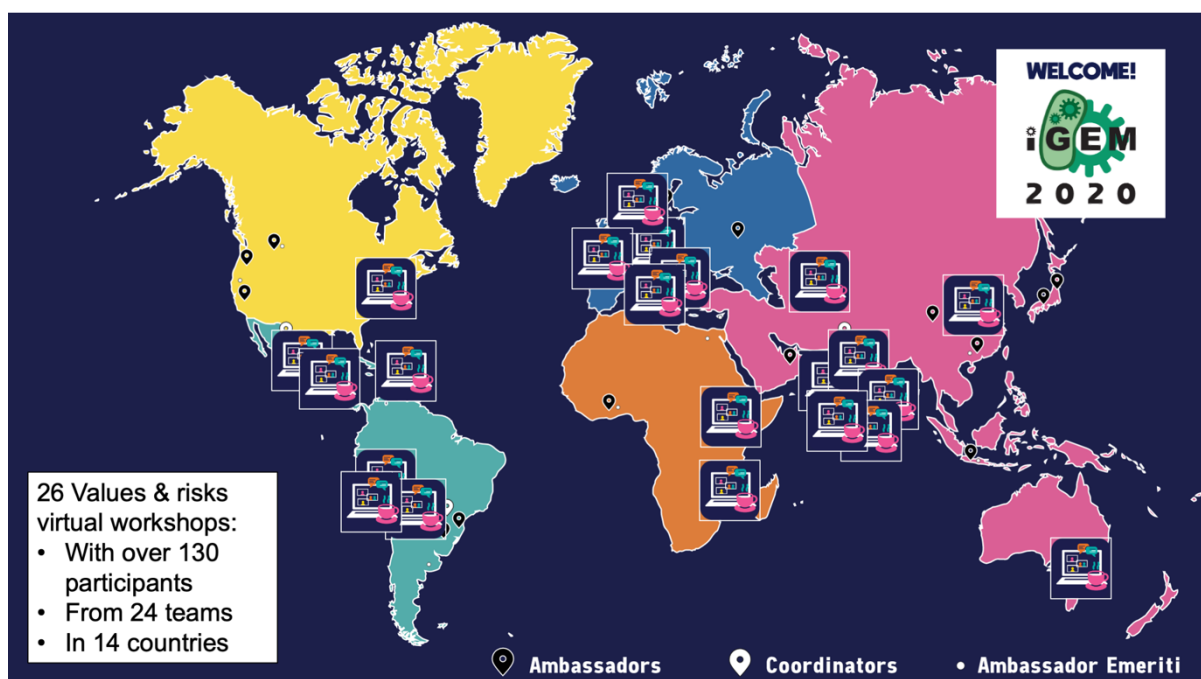 WELCOME!
iGEM
2020
26 Values & risks
virtual workshops:
• With over 130
participants
• From 24 teams
• In 14 countries
Ambassadors
Coordinators
• Ambassador Emeriti